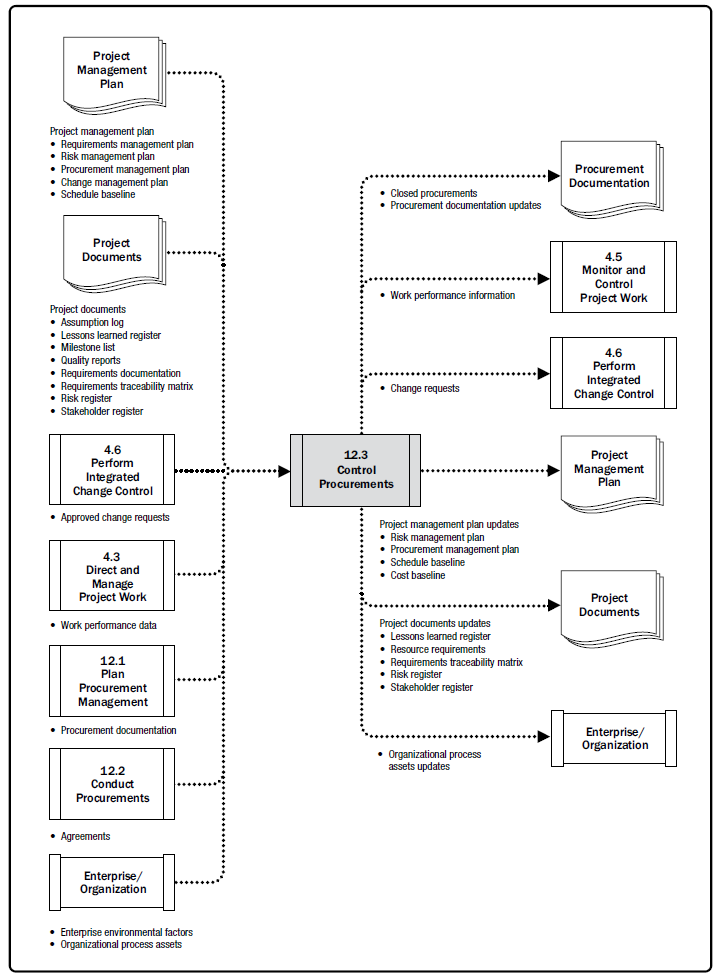 Project
Management
Plan
Project management plan
• Requirements management plan
• Risk management plan
• Procurement management plan
• Change management plan
• Schedule baseline
Project
Documents
Project documents
• Assumption log
• Lessons learned register
• Milestone list
• Quality reports
• Requirements documentation
• Requirements traceability matrix
• Risk register
• Stakeholder register
4.6
Perform
Integrated
Change Control
• Approved change requests
4.3
Direct and
Manage
Project Work
• Work performance data
12.1
Plan
Procurement
Management
• Procurement documentation
12.2
Conduct
Procurements
• Agreements
Enterprise/
Organization
• Enterprise environmental factors
• Organizational process assets
12.3
Control
Procurements
• Closed procurements
• Procurement documentation updates
Procurement
Documentation
• Work performance information
4.5
Monitor and
Control
Project Work
• Change requests
4.6
Perform
Integrated
Change Control
Project
Management
Plan
Project management plan updates
• Risk management plan
• Procurement management plan
• Schedule baseline
• Cost baseline
Project
Documents
Project documents updates
• Lessons learned register
• Resource requirements
• Requirements traceability matrix
• Risk register
• Stakeholder register
Enterprise/
Organization
• Organizational process
assets updates